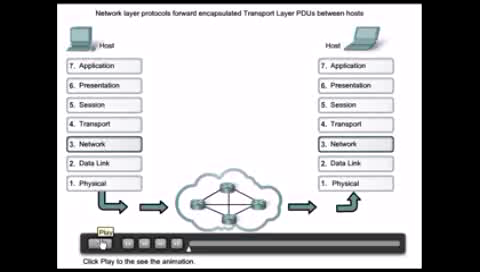 Network layer protocols forward encapsulated Transport Layer PDUs between hosts
Host
7. Application
6. Presentation
5. Session
4. Transport
3. Network
2. Data Link
1. Physical
Host
7. Application
6. Presentation
5. Session
4. Transport
3. Network
2. Data Link
1. Physical
Play
Click Play to the see the animation.